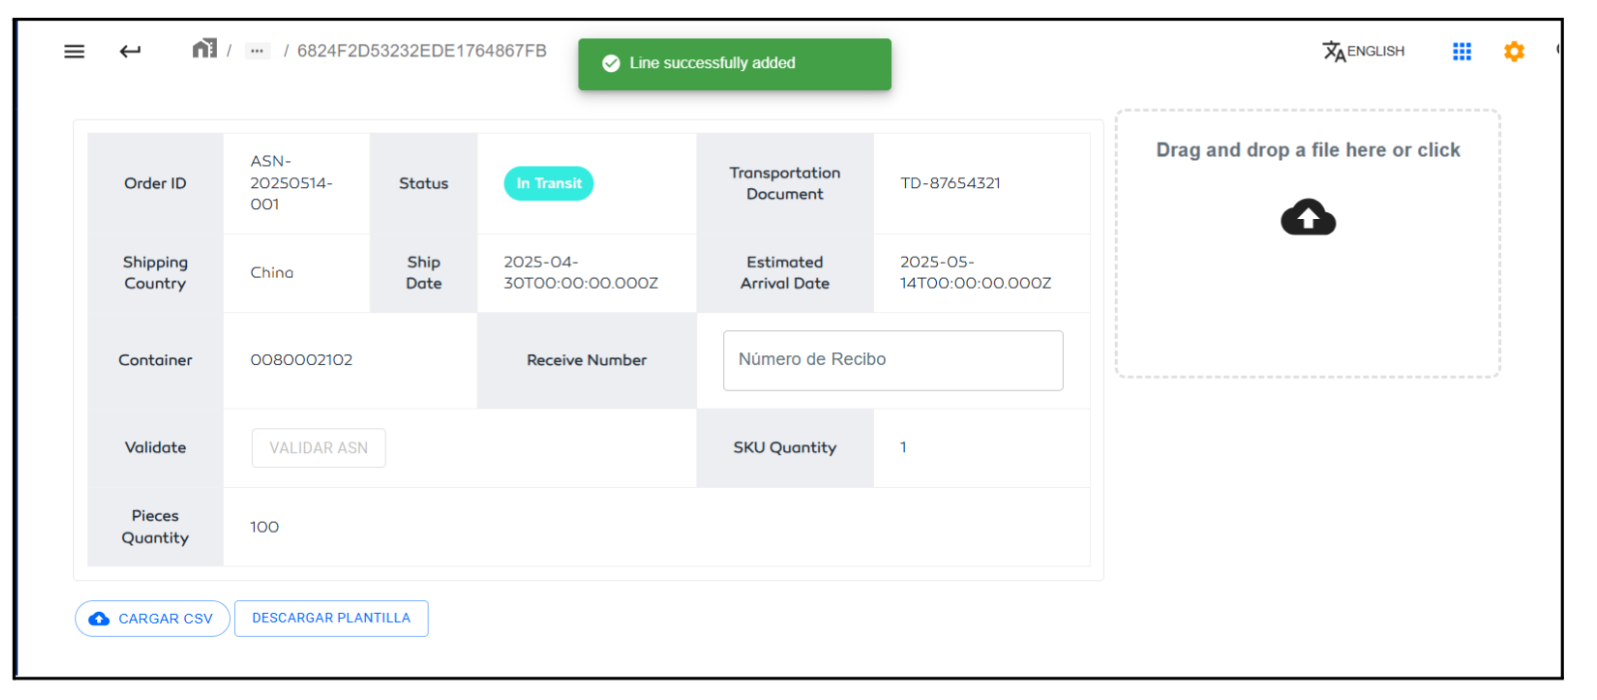 / ... / 6824F2D53232EDE1764867FB
Line successfully added
ENGLISH
Order ID
ASN-
20250514-
001
Status
In Transit
Transportation
Document
TD-87654321
Shipping
Country
China
Ship
Date
2025-04-
30T00:00:00.000Z
Estimated
Arrival Date
2025-05-
14T00:00:00.000Z
Container
0080002102
Receive Number
Número de Recibo
Validate
VALIDAR ASN
SKU Quantity
1
Pieces
Quantity
100
Drag and drop a file here or click
CARGAR CSV
DESCARGAR PLANTILLA